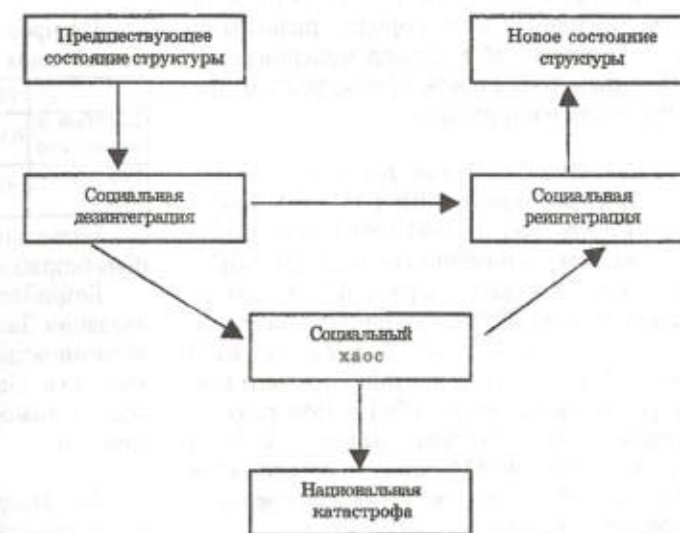 Предшествующее
состояние структуры
Новое состояние
структуры
Социальная
дезинтеграция
Социальная
реинтеграция
Социальный
хаос
Национальная
катастрофа